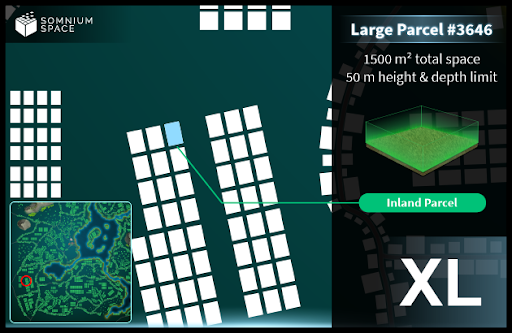 SOMNIUM
SPACE
Large Parcel #3646
1500 m² total space
50 m height & depth limit
Inland Parcel
XL